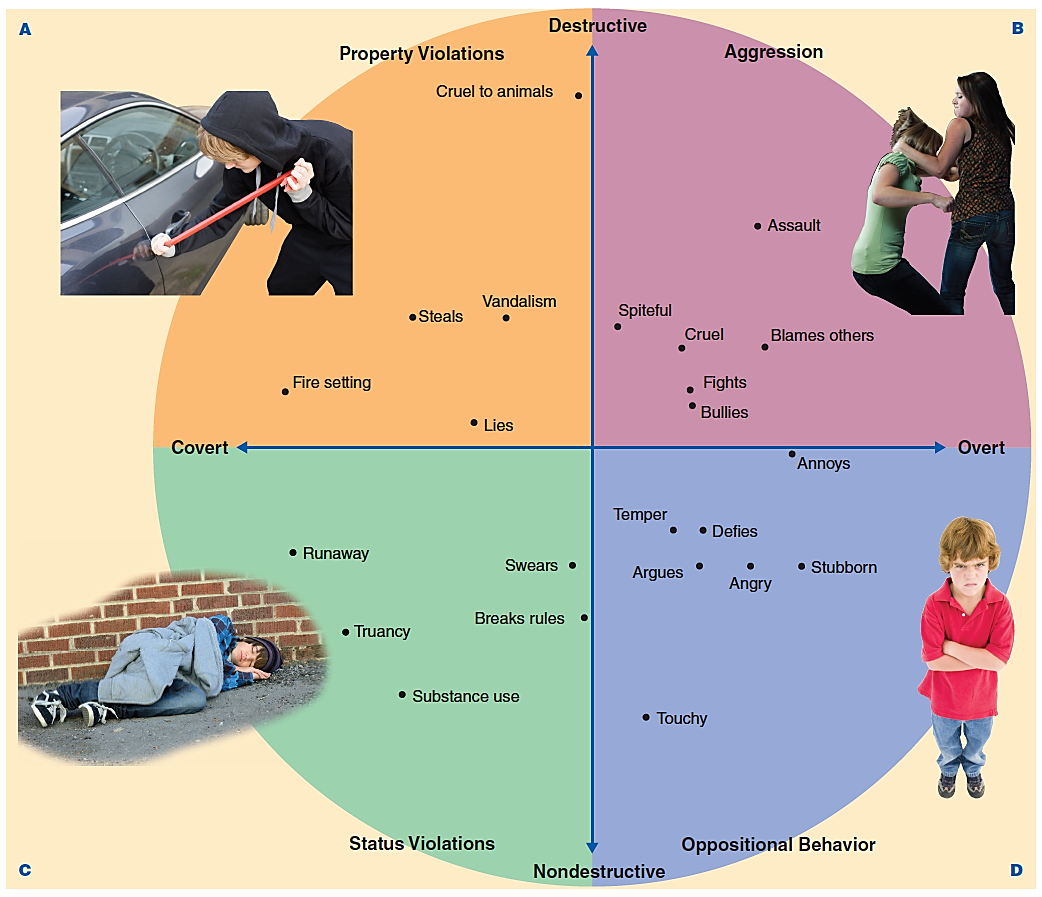 A
Destructive
B
Property Violations
Aggression
Cruel to animals
Assault
Steals
Vandalism
Spiteful
Cruel
Blames others
Fire setting
Fights
Bullies
Lies
Covert
Overt
Annoys
Temper
Defies
Runaway
Swears
Argues
Angry
Stubborn
Breaks rules
Truancy
Substance use
Touchy
Status Violations
Oppositional Behavior
C
Nondestructive
D